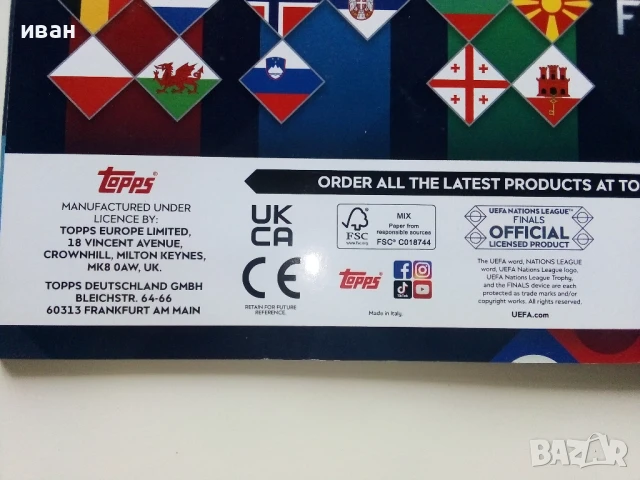 иван
F
TOPPS
MANUFACTURED UNDER
LICENCE BY:
TOPPS EUROPE LIMITED,
18 VINCENT AVENUE,
CROWNHILL, MILTON KEYNES,
MK8 0AW, UK.
TOPPS DEUTSCHLAND GMBH
BLEICHSTR. 64-66
60313 FRANKFURT AM MAIN
ORDER ALL THE LATEST PRODUCTS AT TO
UK
CA
CE
RETAIN FOR FUTURE
REFERENCE.
FSC
www.fsc.org
MIX
Paper from
responsible sources
FSC® C018744
TOPPS
TikTok
Made in Italy.
UEFA NATIONS LEAGUE™
FINALS
OFFICIAL
LICENSED PRODUCT
The UEFA word, NATIONS LEAGUE
word, UEFA Nations League logo,
UEFA Nations League Trophy,
and the FINALS device are each
protected as trade marks and/or
copyright works. All rights reserved.
UEFA.com
BAZAR